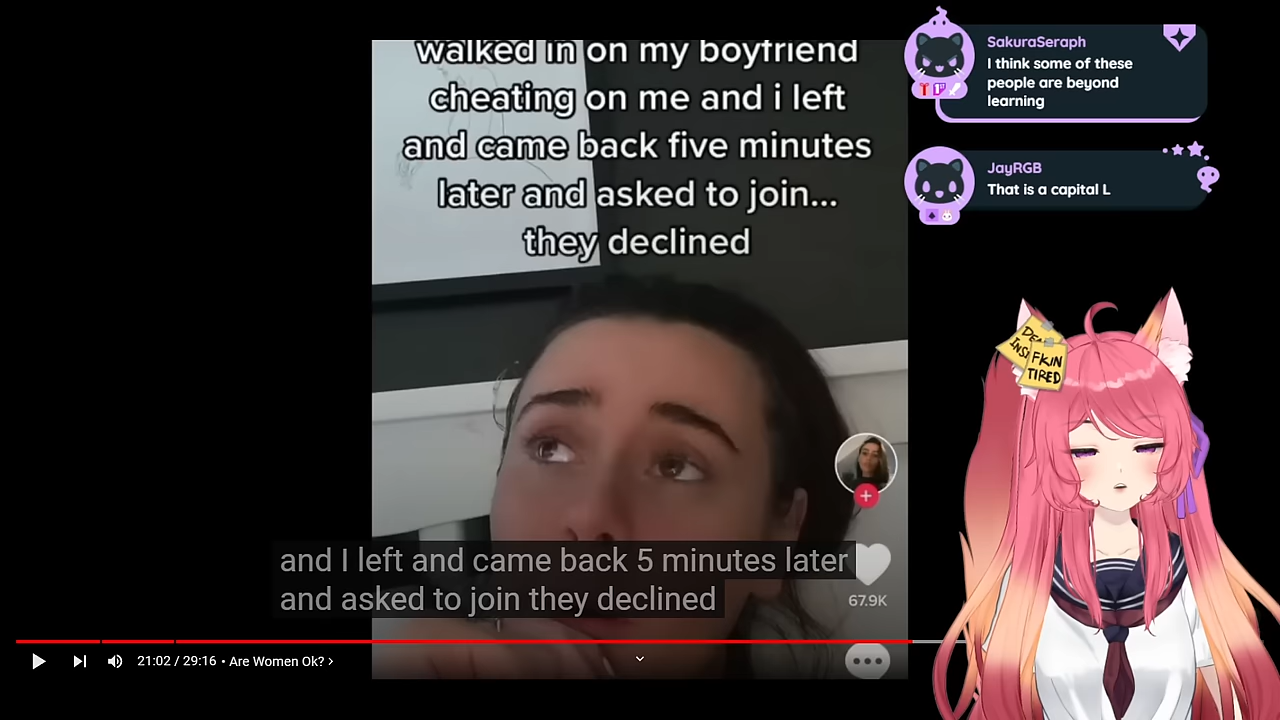 walked in on my boyfriend
cheating on me and i left
and came back five minutes
later and asked to join...
they declined
SakuraSeraph
I think some of these
people are beyond
learning
JayRGB
That is a capital L
FKIN
TIRED
and I left and came back 5 minutes later
and asked to join they declined
67.9K
21:02 / 29:16 • Are Women Ok? >